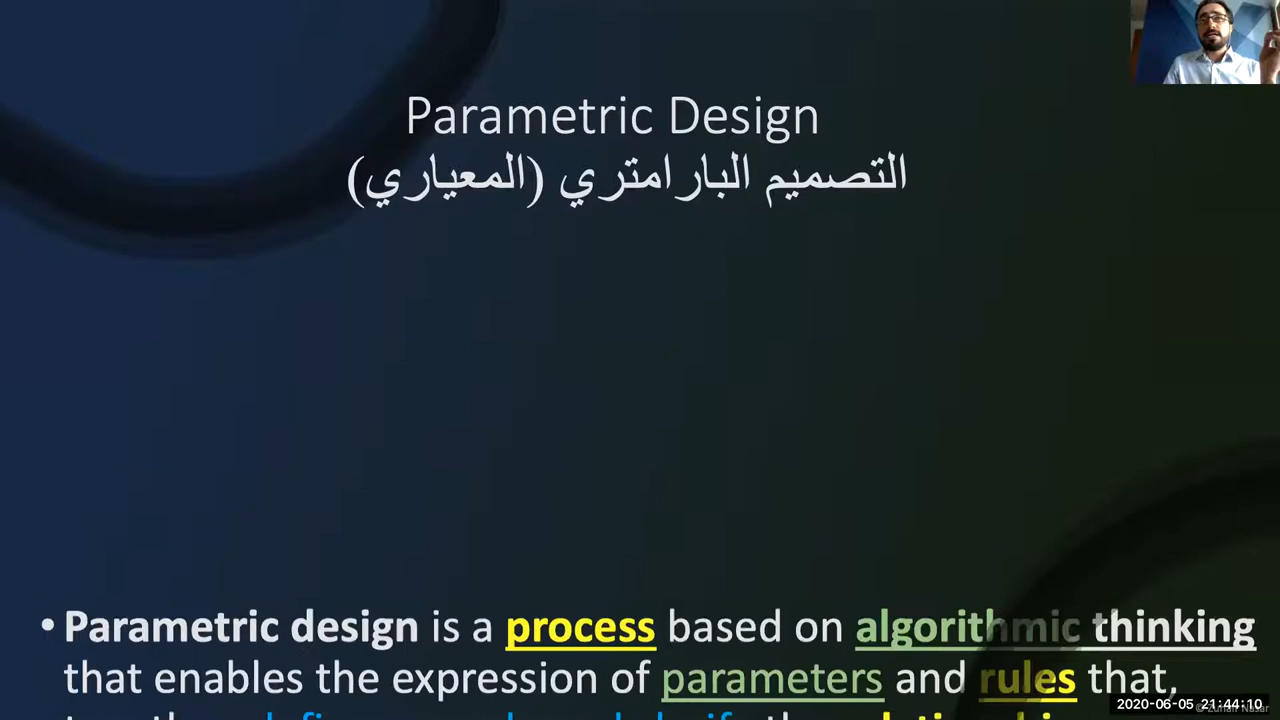 Parametric Design
التصميم البارامتري (المعياري)
• Parametric design is a process based on algorithmic thinking
that enables the expression of parameters and rules that,
2020-06-05 21:44:10